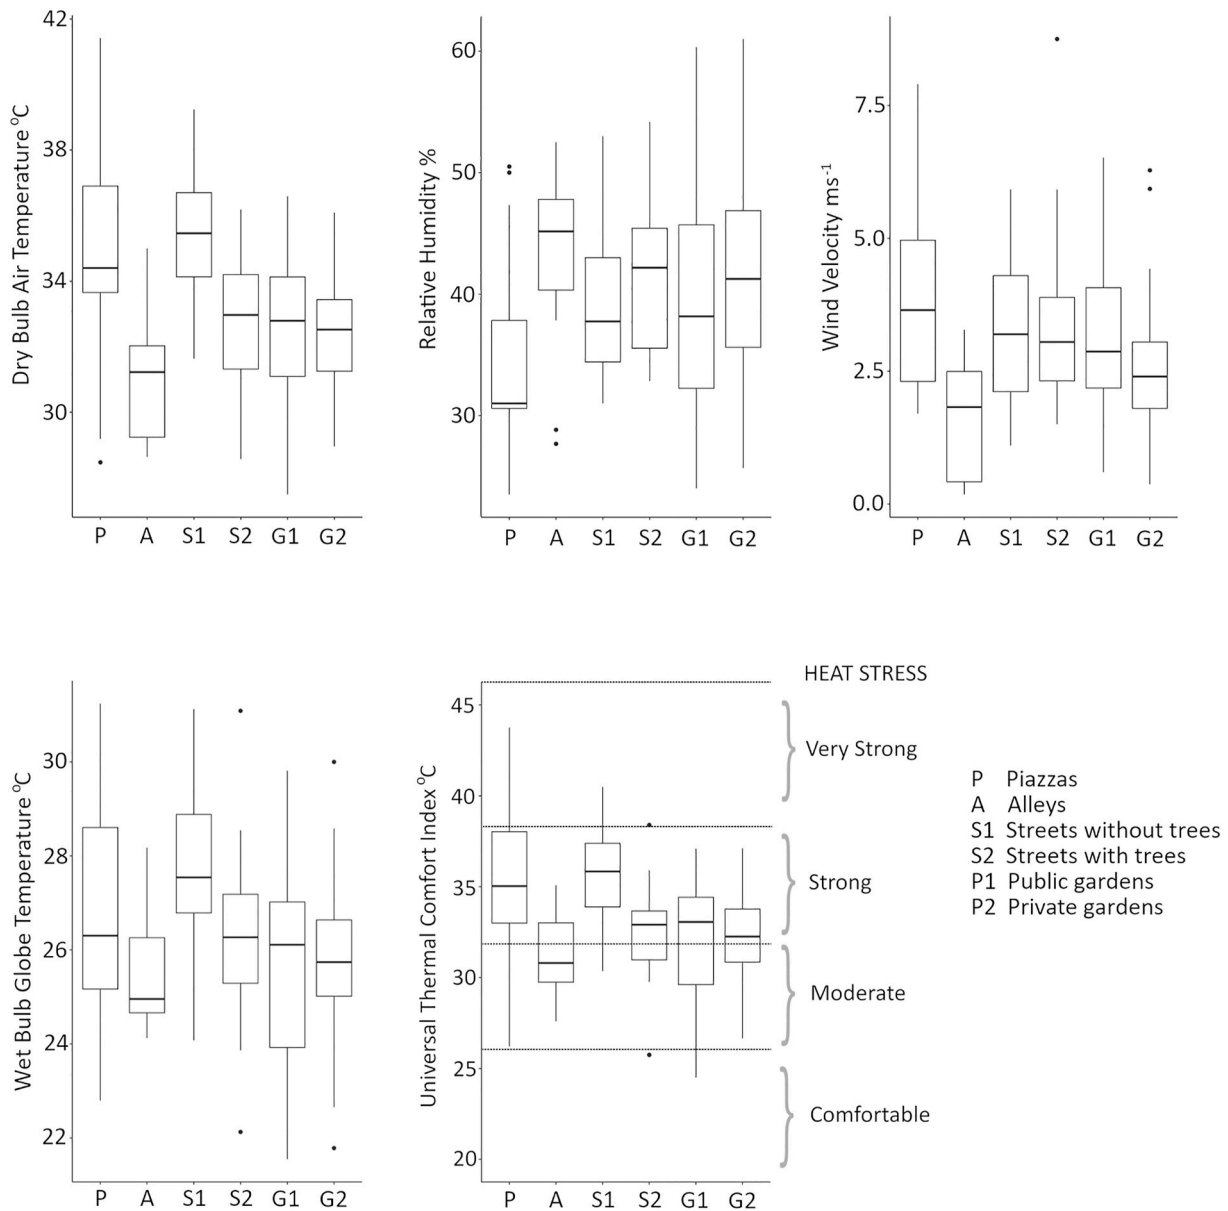 Dry Bulb Air Temperature °C
42
38
34
30
P A S1 S2 G1 G2
Relative Humidity %
60
50
40
30
P A S1 S2 G1 G2
Wind Velocity ms-1
7.5
5.0
2.5
0.0
P A S1 S2 G1 G2
Wet Bulb Globe Temperature °C
30
28
26
24
22
P A S1 S2 G1 G2
Universal Thermal Comfort Index °C
45
40
35
30
25
20
P A S1 S2 G1 G2
HEAT STRESS
Very Strong
Strong
Moderate
Comfortable
P Piazzas
A Alleys
S1 Streets without trees
S2 Streets with trees
P1 Public gardens
P2 Private gardens